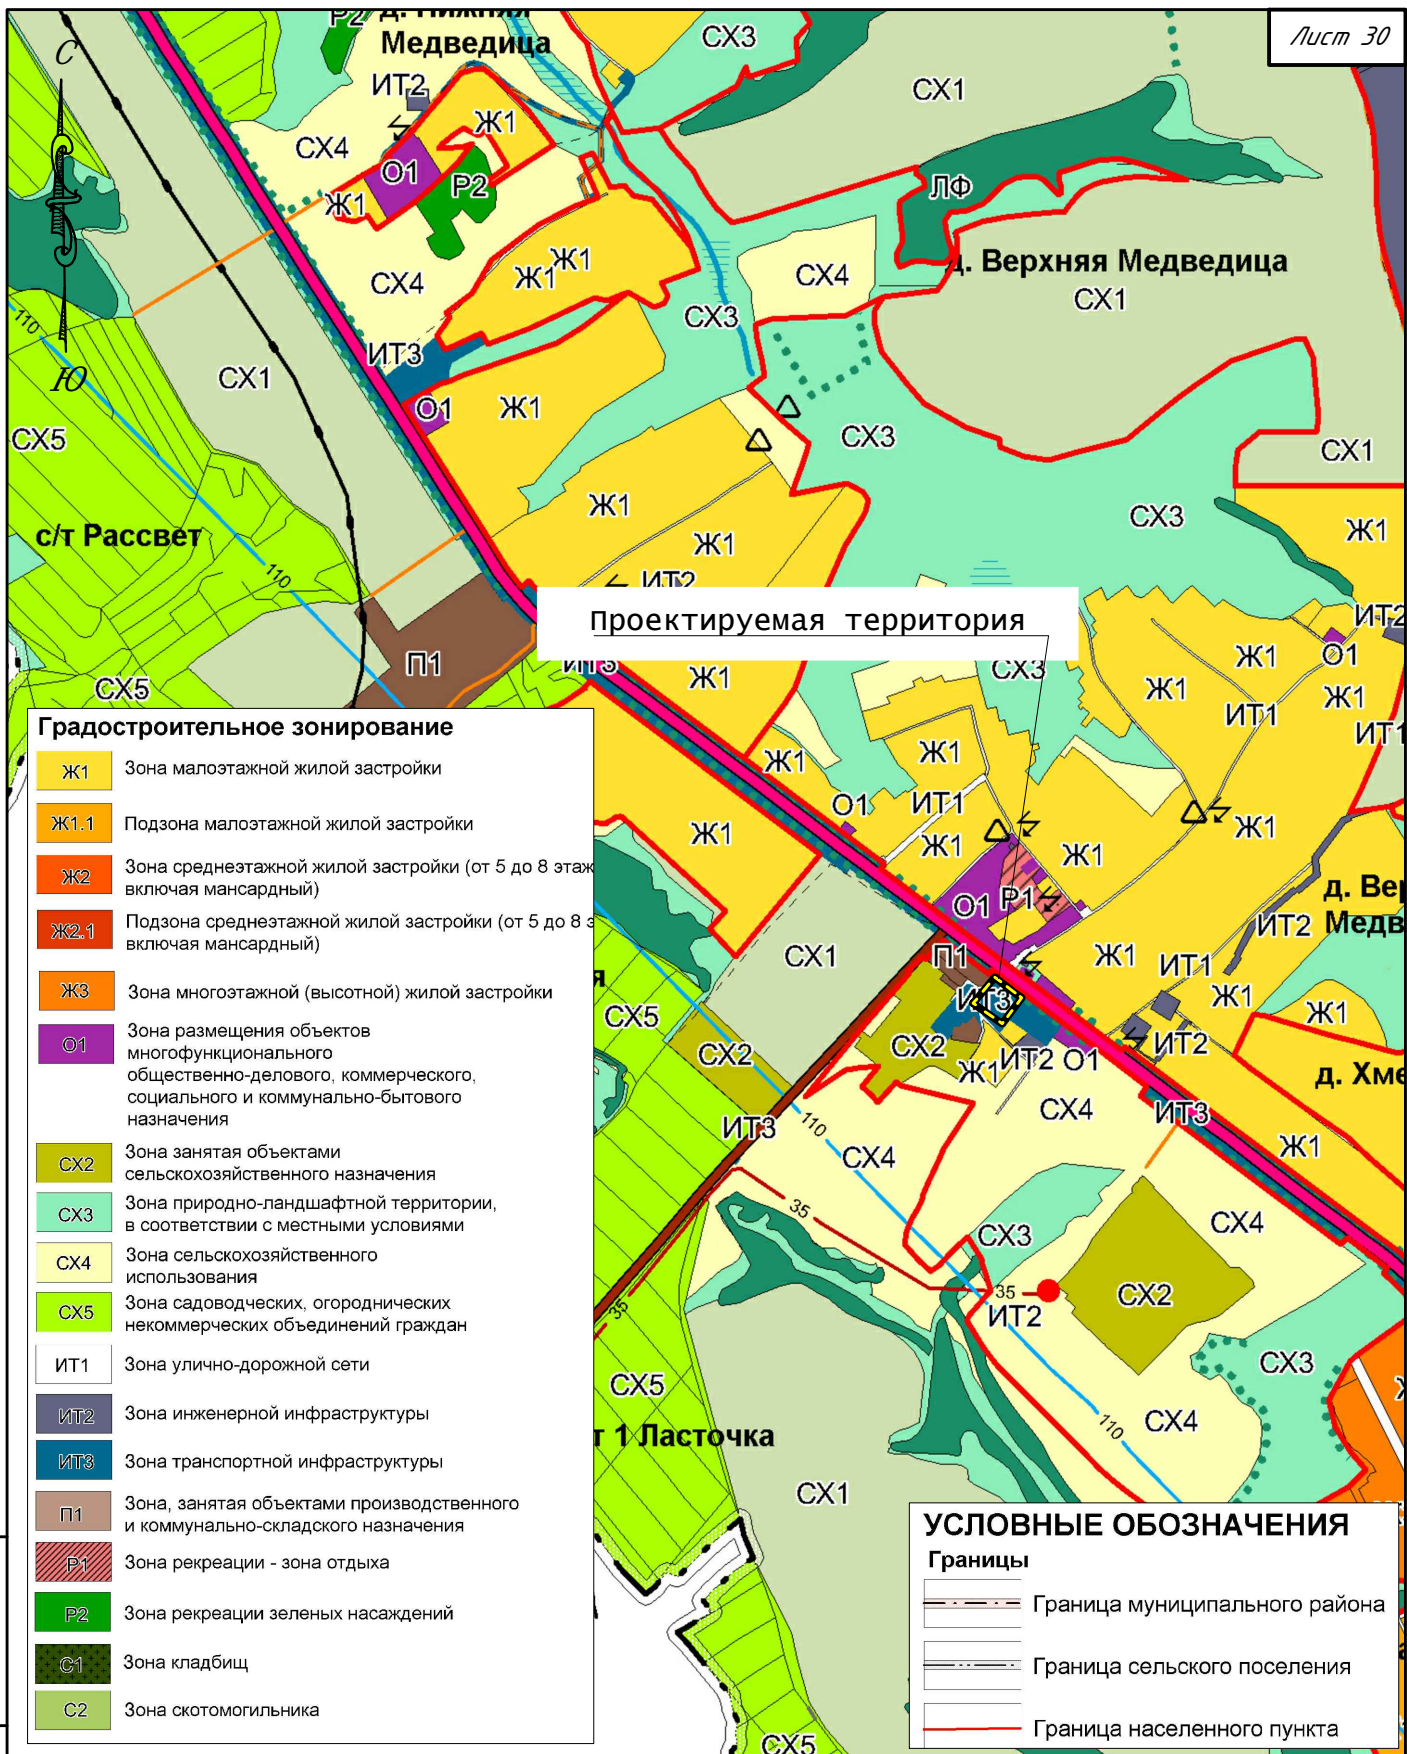 Лист 30
С
Ю
Р2
д. Нижняя
Медведица
СХ3
ИТ2
СХ1
Ж1
СХ4
О1
Р2
Ж1
ЛФ
д. Верхняя Медведица
Ж1
Ж1
СХ4
СХ4
СХ1
СХ3
110
ИТ3
СХ1
О1
Ж1
СХ5
СХ3
СХ1
Ж1
СХ3
Ж1
с/т Рассвет
Ж1
110
ИТ2
Проектируемая территория
ИТ2
П1
ИТ3
Ж1
СХ3
Ж1
О1
СХ5
Ж1
Ж1
ИТ1
ИТ1
Ж1
Ж1
О1
ИТ1
Ж1
Ж1
Ж1
Ж1
д. Вер
О1
Р1
ИТ2
Медв
СХ1
П1
Ж1
ИТ1
СХ5
ИТ3
Ж1
Ж1
СХ2
СХ2
ИТ2
О1
ИТ2
Ж1
д. Хме
СХ4
ИТ3
ИТ3
110
Ж1
СХ4
35
СХ3
СХ4
35
35
ИТ2
СХ2
СХ3
СХ5
СХ4
110
т 1 Ласточка
СХ1
СХ5
Градостроительное зонирование
Ж1 Зона малоэтажной жилой застройки
Ж1.1 Подзона малоэтажной жилой застройки
Ж2 Зона среднеэтажной жилой застройки (от 5 до 8 этаж
включая мансардный)
Ж2.1 Подзона среднеэтажной жилой застройки (от 5 до 8 э
включая мансардный)
Ж3 Зона многоэтажной (высотной) жилой застройки
О1 Зона размещения объектов
многофункционального
общественно-делового, коммерческого,
социального и коммунально-бытового
назначения
СХ2 Зона занятая объектами
сельскохозяйственного назначения
СХ3 Зона природно-ландшафтной территории,
в соответствии с местными условиями
СХ4 Зона сельскохозяйственного
использования
СХ5 Зона садоводческих, огороднических
некоммерческих объединений граждан
ИТ1 Зона улично-дорожной сети
ИТ2 Зона инженерной инфраструктуры
ИТ3 Зона транспортной инфраструктуры
П1 Зона, занятая объектами производственного
и коммунально-складского назначения
Р1 Зона рекреации - зона отдыха
Р2 Зона рекреации зеленых насаждений
С1 Зона кладбищ
С2 Зона скотомогильника
УСЛОВНЫЕ ОБОЗНАЧЕНИЯ
Границы
Граница муниципального района
Граница сельского поселения
Граница населенного пункта